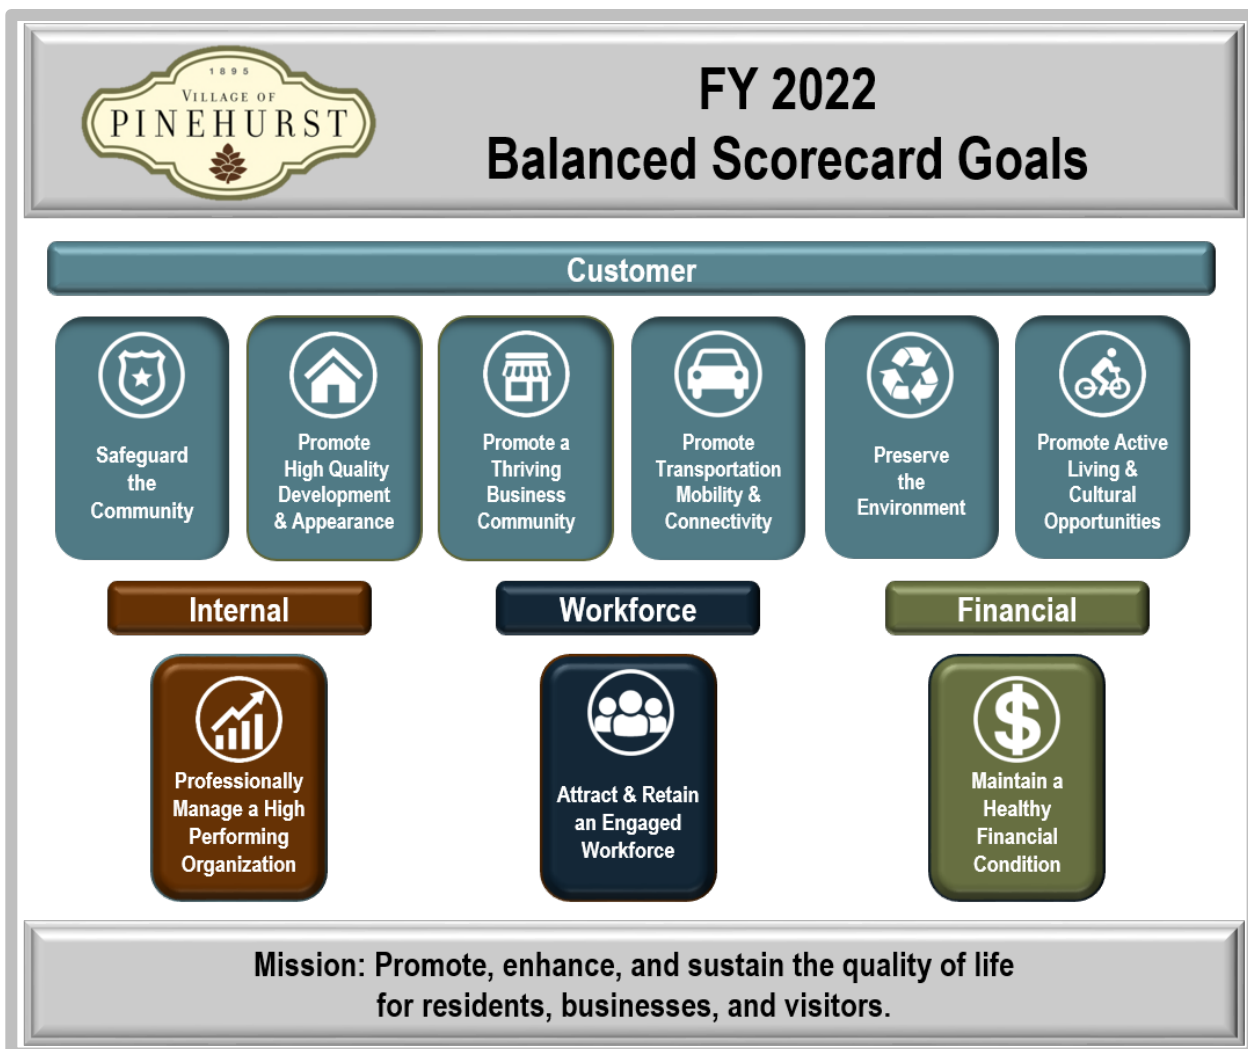 1895
VILLAGE OF
PINEHURST
FY 2022
Balanced Scorecard Goals
Customer
Safeguard
the
Community
Promote
High Quality
Development
& Appearance
Promote a
Thriving
Business
Community
Promote
Transportation
Mobility &
Connectivity
Preserve
the
Environment
Promote Active
Living &
Cultural
Opportunities
Internal
Workforce
Financial
Professionally
Manage a High
Performing
Organization
Attract & Retain
an Engaged
Workforce
$
Maintain a
Healthy
Financial
Condition
Mission: Promote, enhance, and sustain the quality of life
for residents, businesses, and visitors.